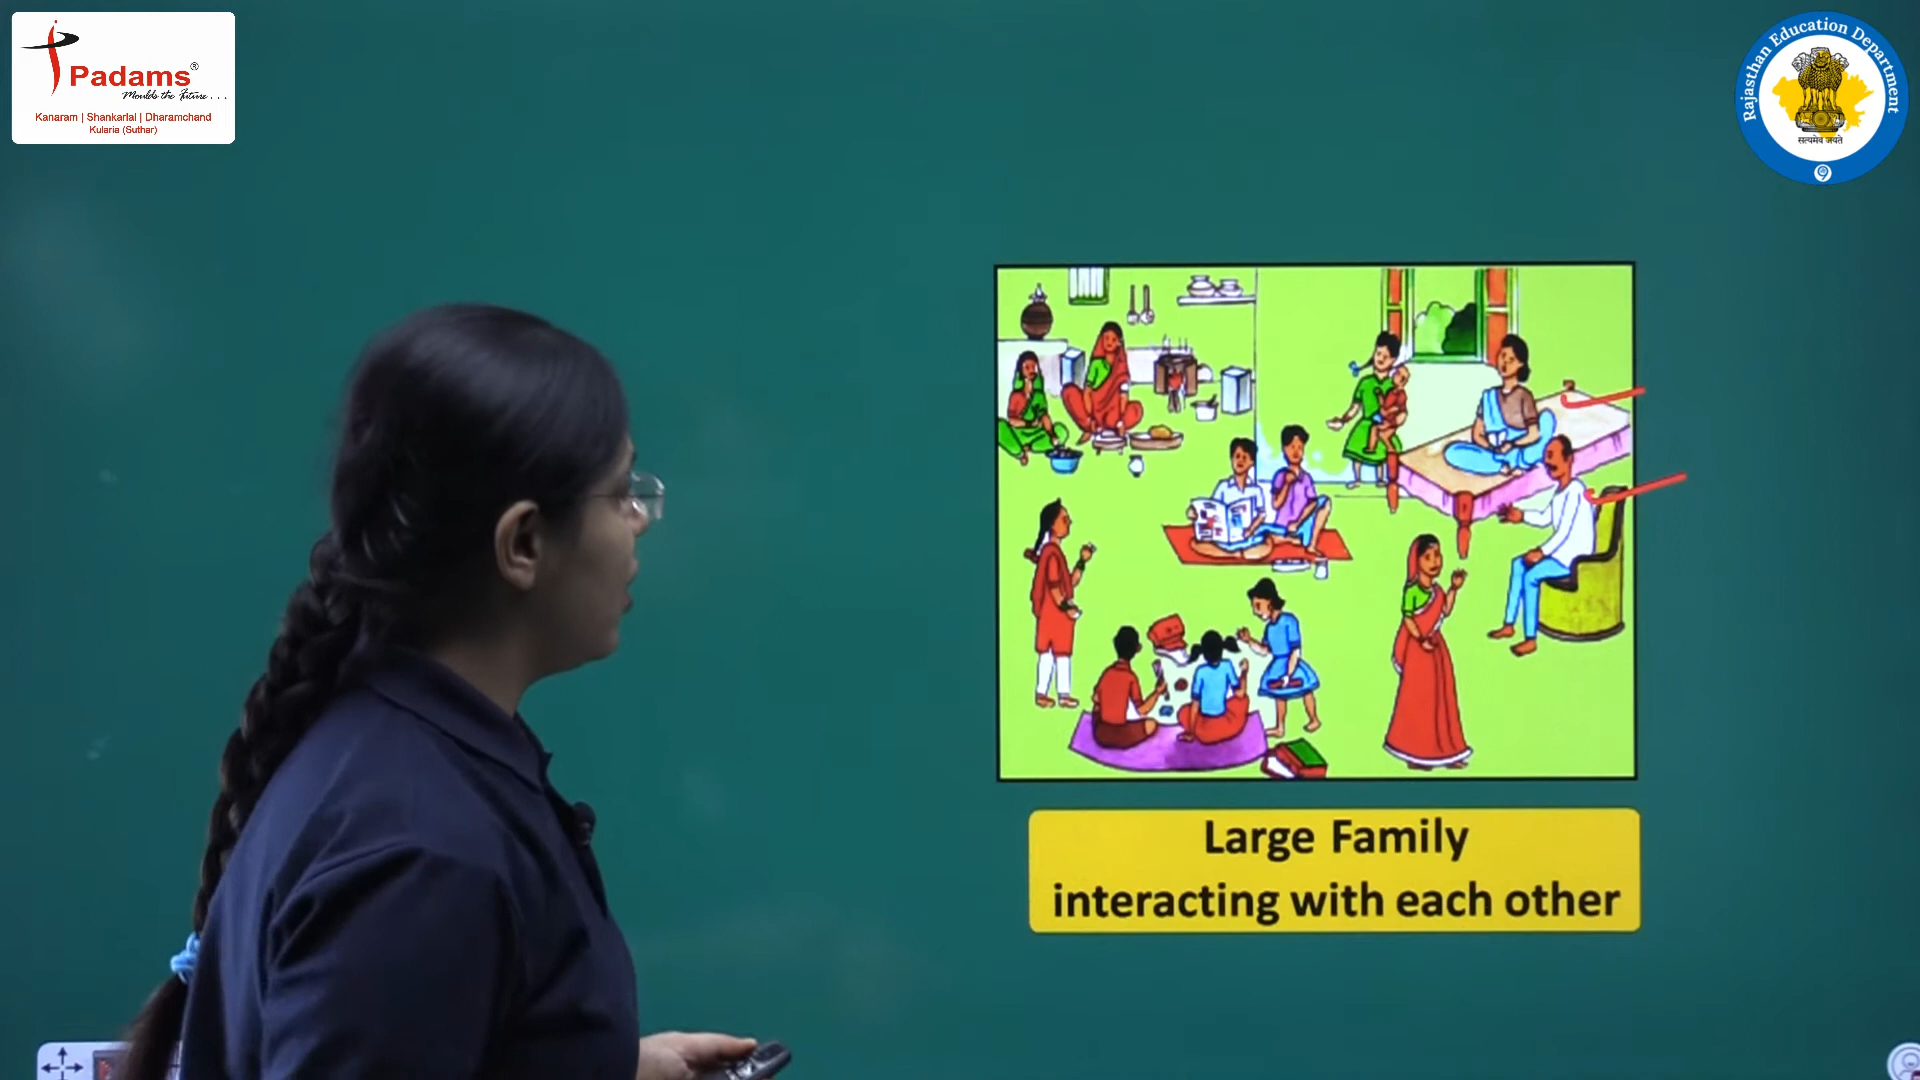 Padams®
Moulds the Future . . .
Kanaram | Shankarlal | Dharamchand
Kularia (Suthar)
Rajasthan Education Department
सत्यमेव जयते
Large Family
interacting with each other